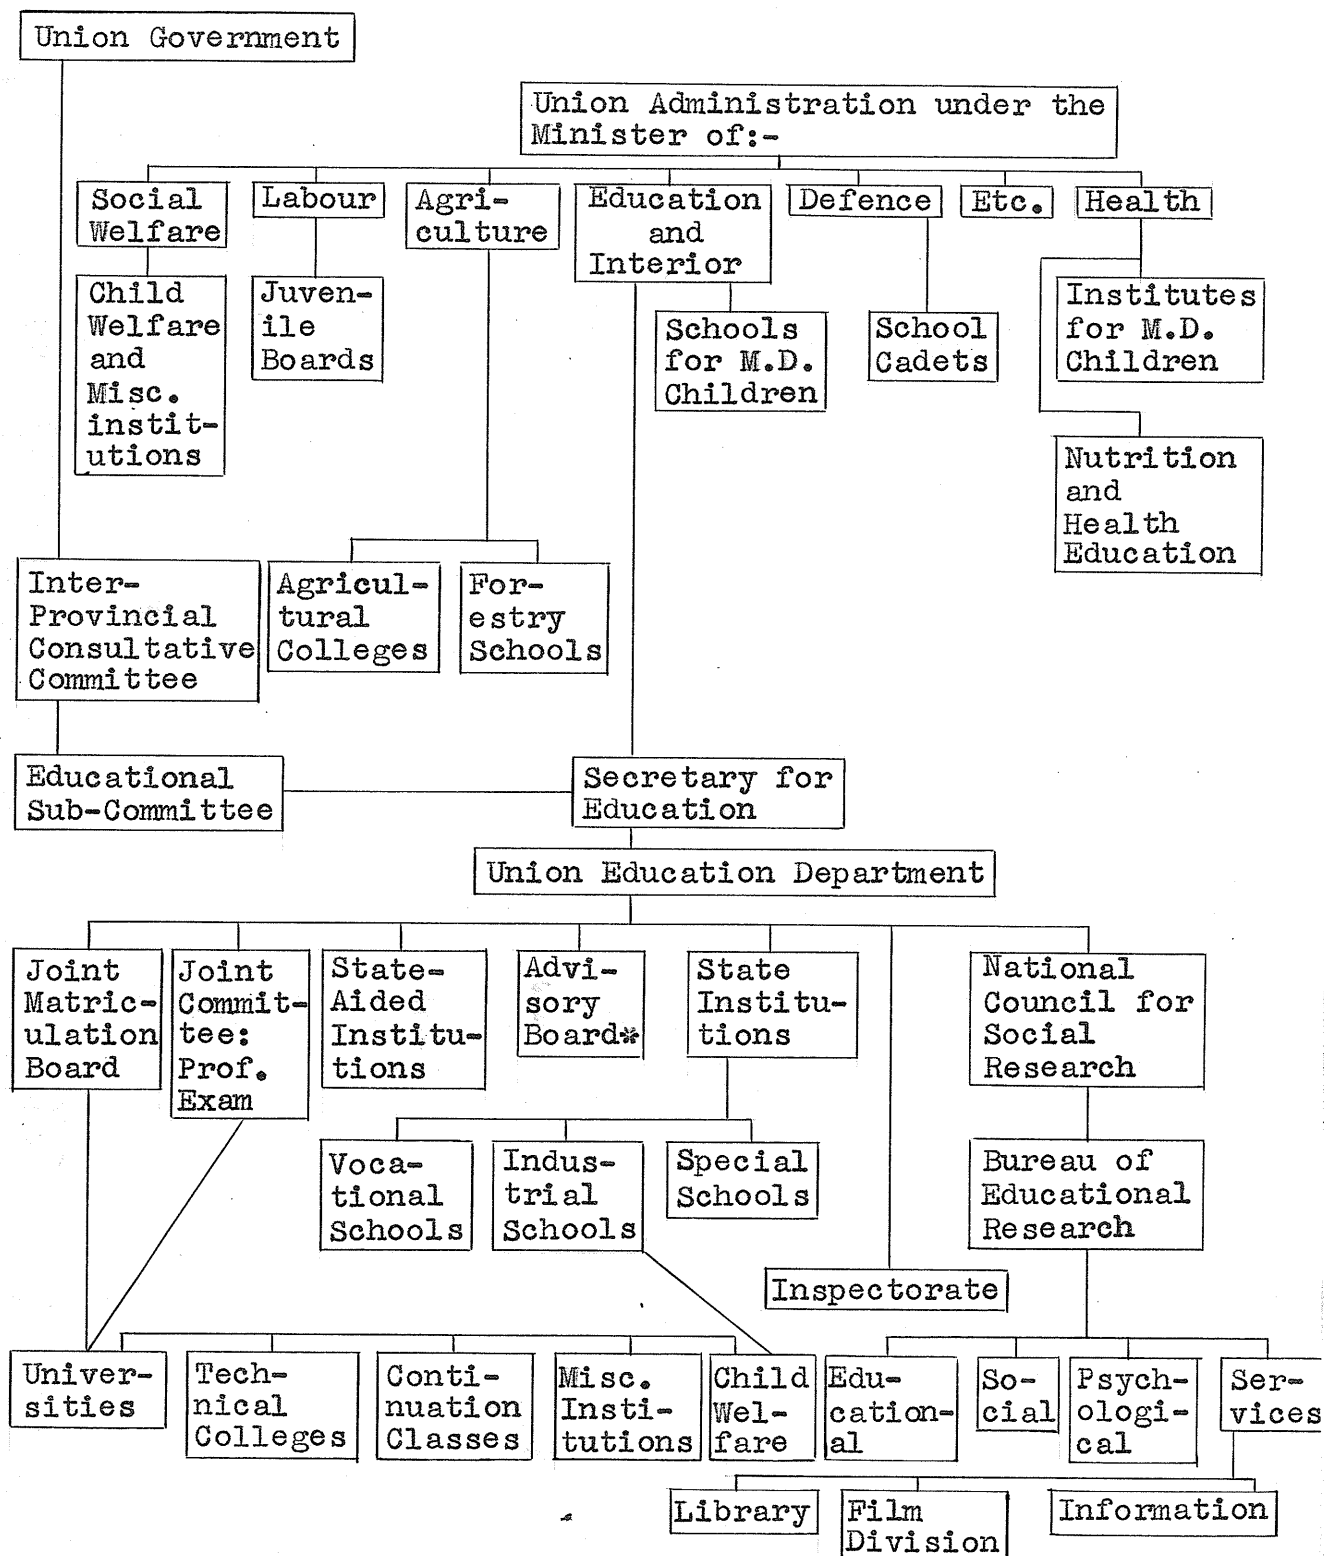 Union Government
Union Administration under the
Minister of:-
Social
Welfare
Labour
Agri-
culture
Education
and
Interior
Defence
Etc.
Health
Child
Welfare
and
Misc.
instit-
utions
Juven-
ile
Boards
Schools
for M.D.
Children
School
Cadets
Institutes
for M.D.
Children
Nutrition
and
Health
Education
Inter-
Provincial
Consultative
Committee
Agricul-
tural
Colleges
For-
estry
Schools
Educational
Sub-Committee
Secretary for
Education
Union Education Department
Joint
Matric-
ulation
Board
Joint
Commit-
tee:
Prof.
Exam
State-
Aided
Institu-
tions
Advi-
sory
Board*
State
Institu-
tions
National
Council for
Social
Research
Voca-
tional
Schools
Indus-
trial
Schools
Special
Schools
Bureau of
Educational
Research
Inspectorate
Univer-
sities
Tech-
nical
Colleges
Conti-
nuation
Classes
Misc.
Insti-
tutions
Child
Wel-
fare
Edu-
cation-
al
So-
cial
Psych-
ologi-
cal
Ser-
vices
Library
Film
Division
Information